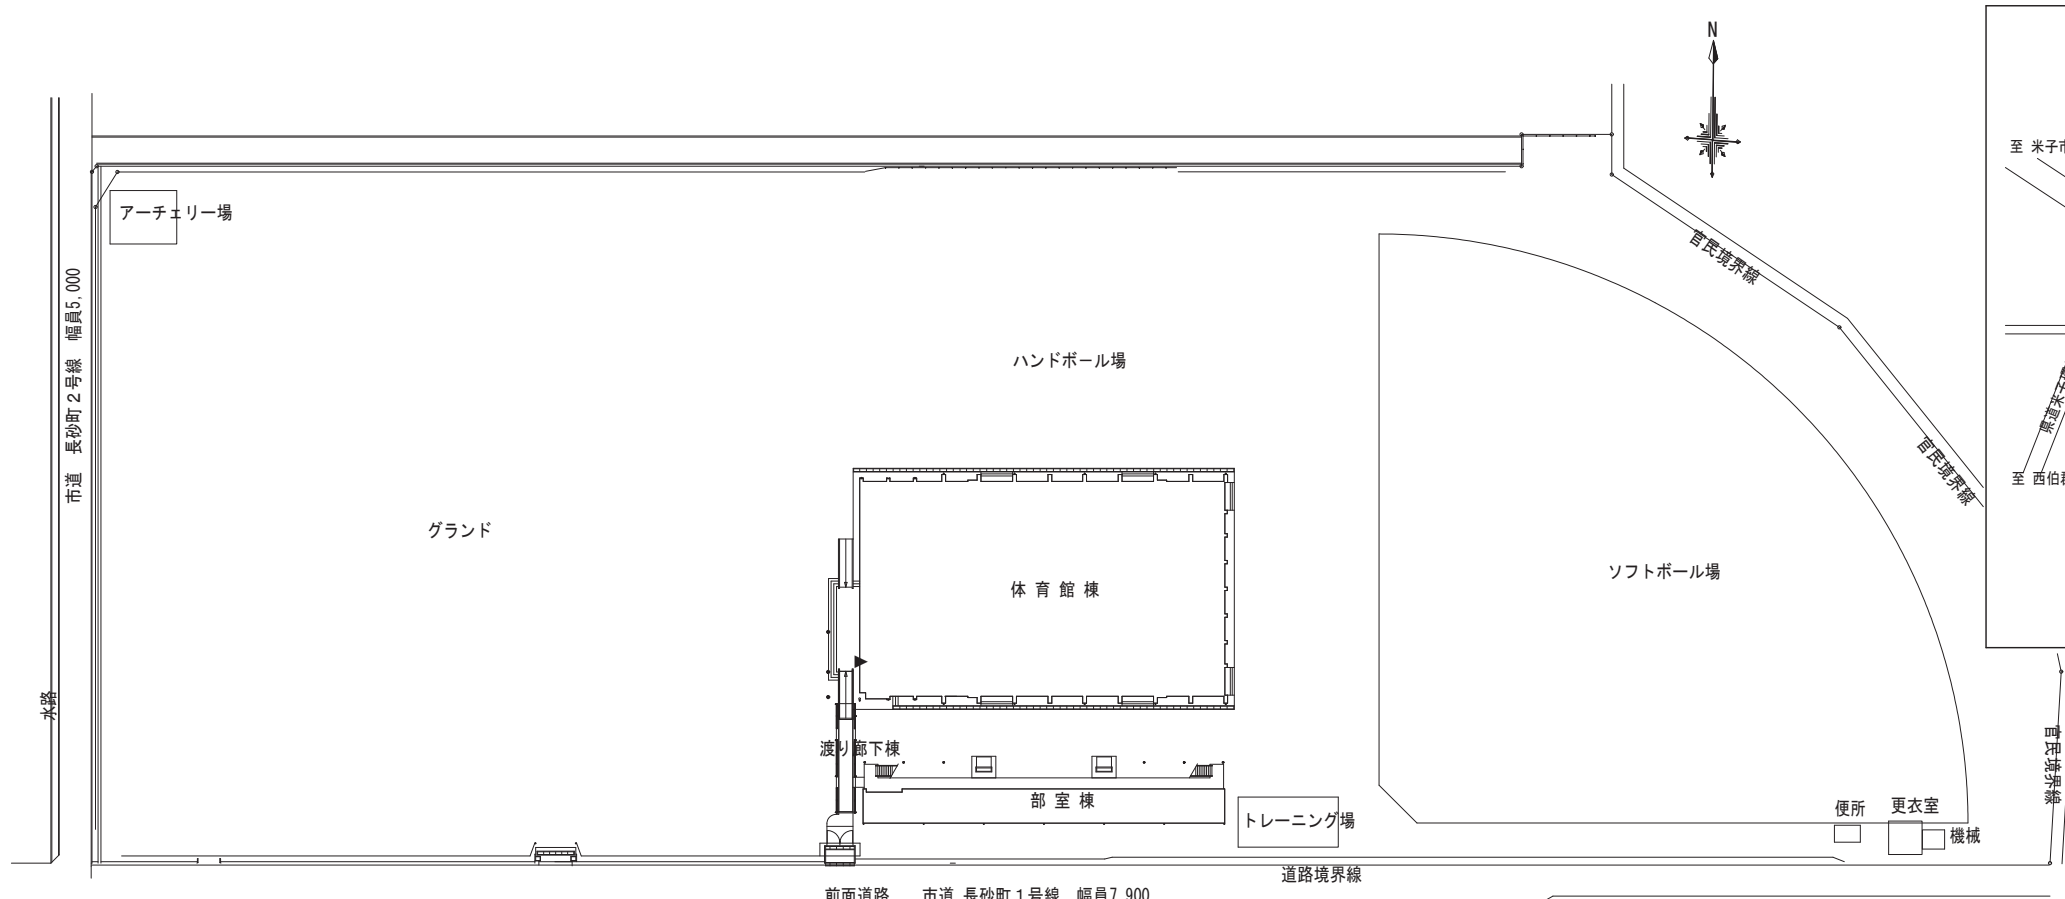 N
至 米子市
アーチェリー場
官民境界線
市道 長砂町２号線 幅員5,000
ハンドボール場
県道米子
官民境界線
至 西伯郡
グランド
体育館棟
ソフトボール場
水路
渡り廊下棟
官民境界線
部室棟
トレーニング場
便所
更衣室
機械
道路境界線
前面道路 市道 長砂町１号線 幅員7,900